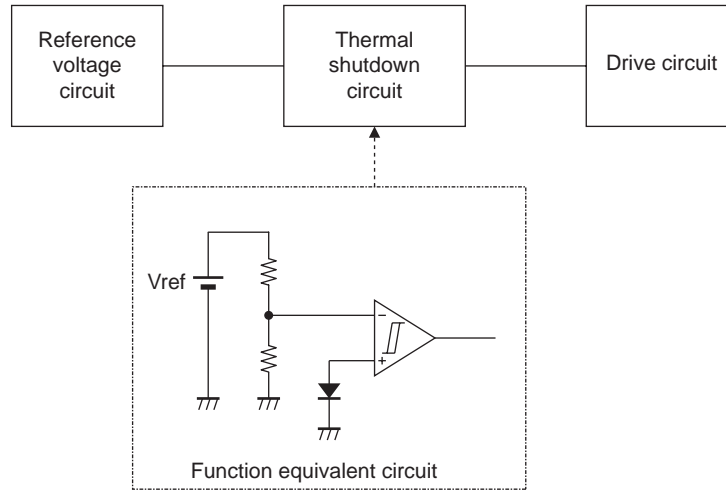 Reference
voltage
circuit
Thermal
shutdown
circuit
Drive circuit
Vref
−
+
Function equivalent circuit